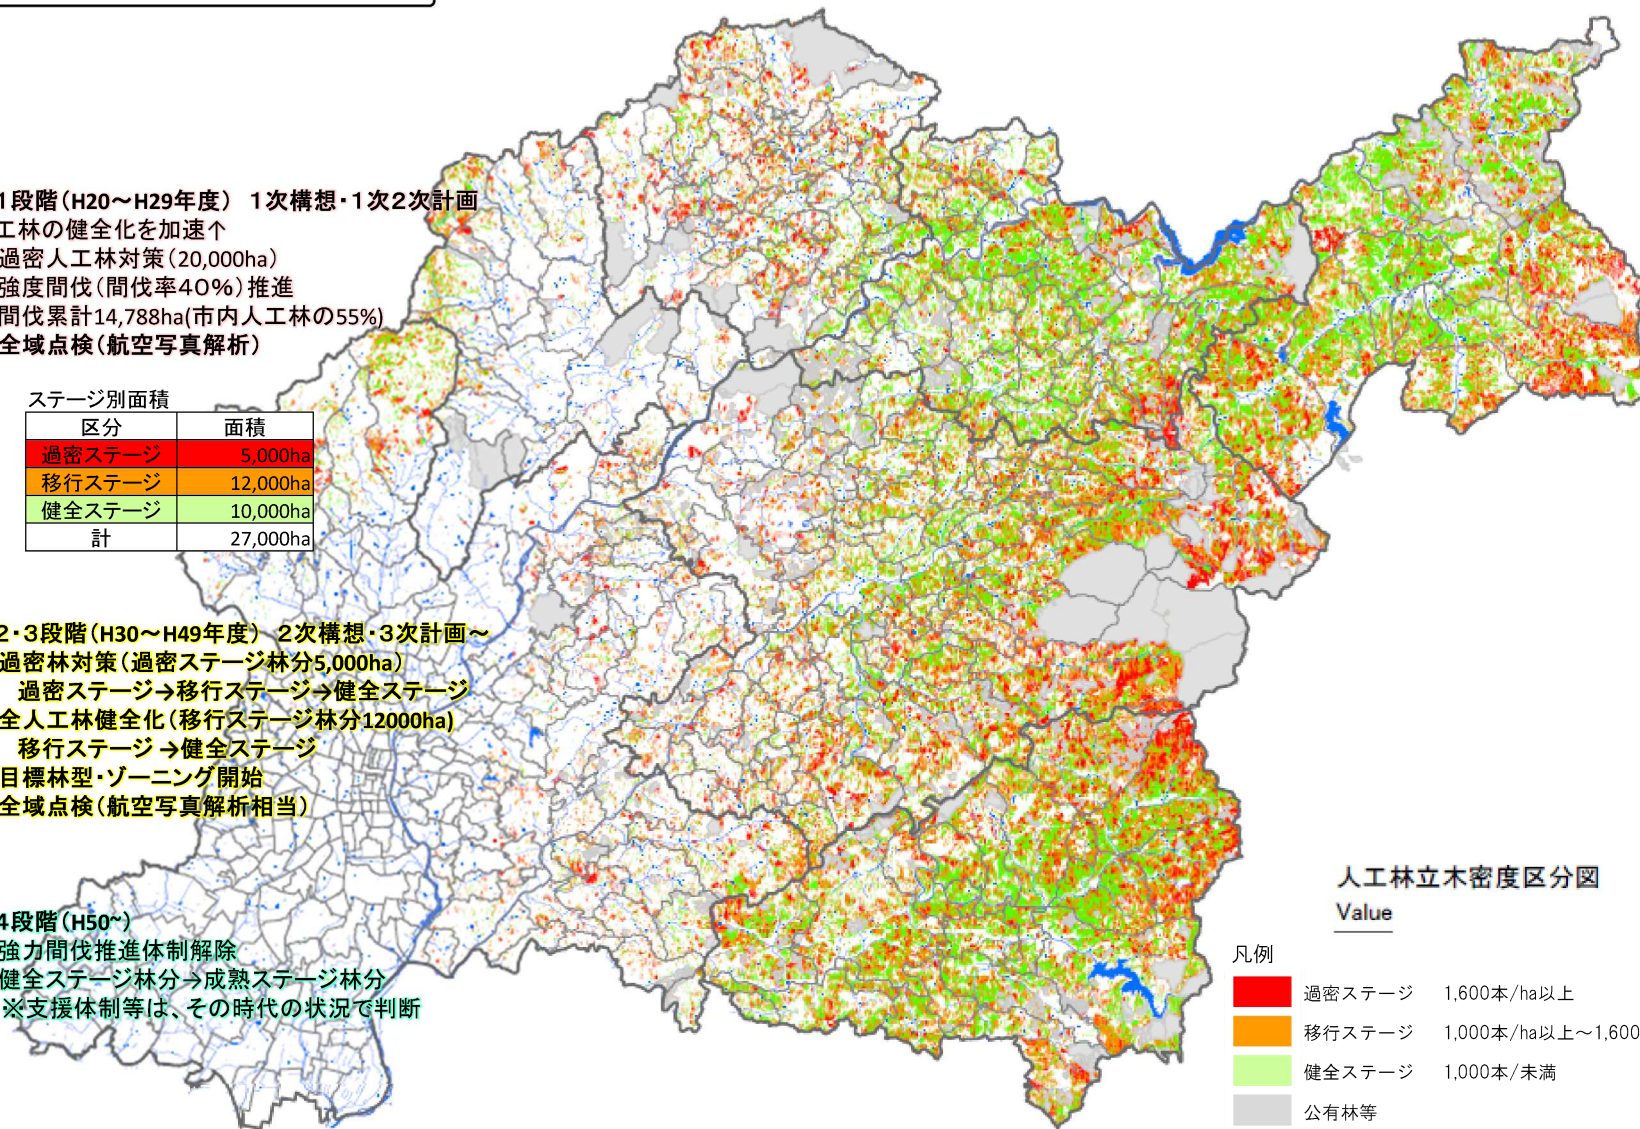 1段階(H20～H29年度) 1次構想・1次2次計画
工林の健全化を加速↑
過密人工林対策(20,000ha)
強度間伐(間伐率40%)推進
間伐累計14,788ha(市内人工林の55%)
全域点検(航空写真解析)
ステージ別面積
区分 面積
過密ステージ 5,000ha
移行ステージ 12,000ha
健全ステージ 10,000ha
計 27,000ha
2・3段階(H30～H49年度) 2次構想・3次計画～
過密林対策(過密ステージ林分5,000ha)
過密ステージ→移行ステージ→健全ステージ
全人工林健全化(移行ステージ林分12000ha)
移行ステージ→健全ステージ
目標林型・ゾーニング開始
全域点検(航空写真解析相当)
4段階(H50~)
強力間伐推進体制解除
健全ステージ林分→成熟ステージ林分
※支援体制等は、その時代の状況で判断
人工林立木密度区分図
Value
凡例
過密ステージ 1,600本/ha以上
移行ステージ 1,000本/ha以上～1,600
健全ステージ 1,000本/未満
公有林等